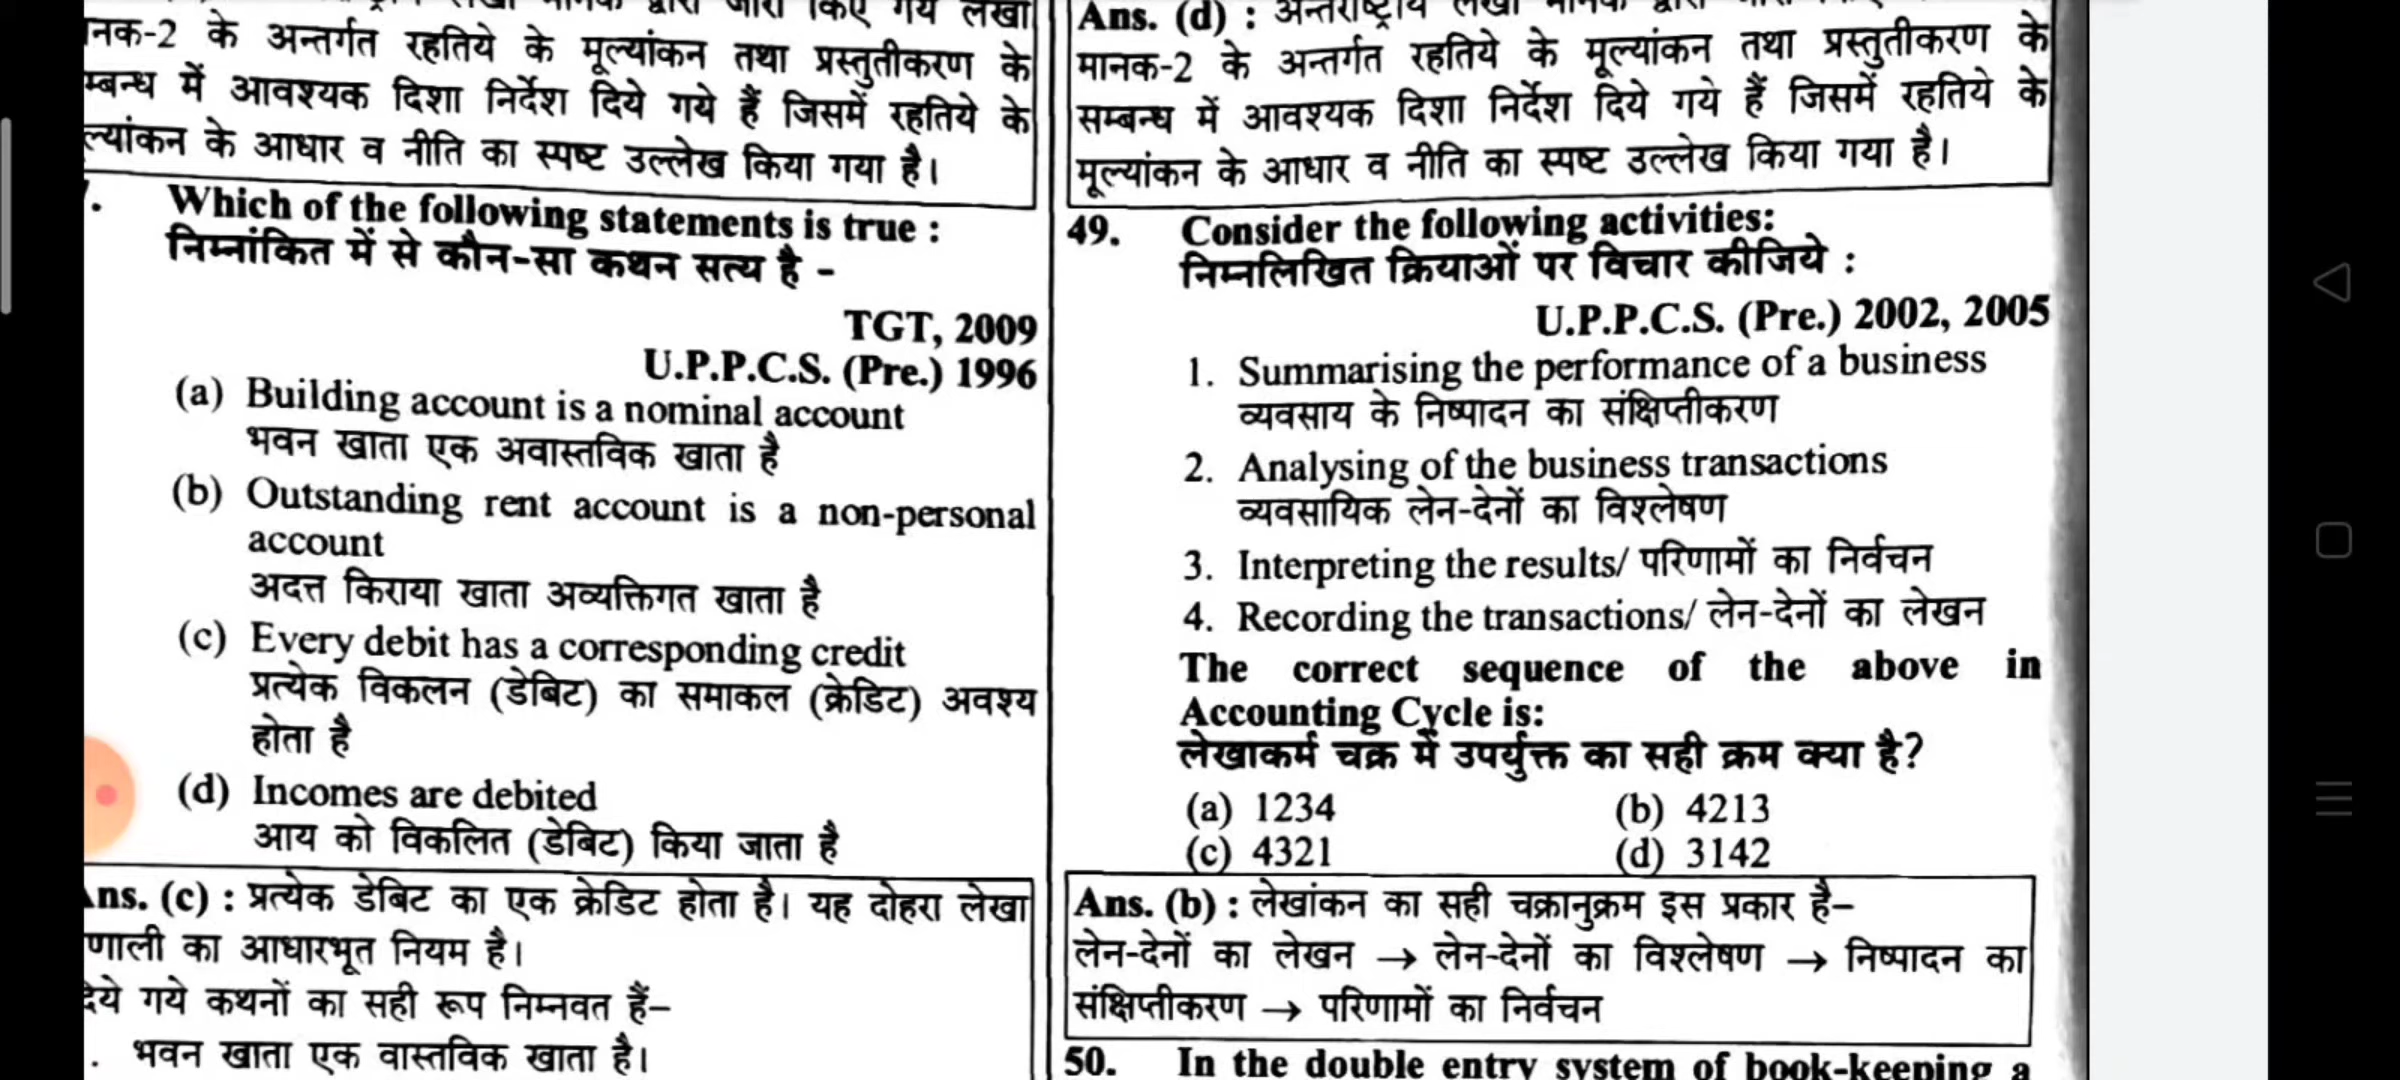 नक-2 के अन्तर्गत रहतिये के मूल्यांकन तथा प्रस्तुतीकरण के
म्बन्ध में आवश्यक दिशा निर्देश दिये गये हैं जिसमें रहतिये के
ल्यांकन के आधार व नीति का स्पष्ट उल्लेख किया गया है।
Which of the following statements is true :
निम्नांकित में से कौन-सा कथन सत्य है -
TGT, 2009
U.P.P.C.S. (Pre.) 1996
(a) Building account is a nominal account
भवन खाता एक अवास्तविक खाता है
(b) Outstanding rent account is a non-personal
account
अदत्त किराया खाता अव्यक्तिगत खाता है
(c) Every debit has a corresponding credit
प्रत्येक विकलन (डेबिट) का समाकल (क्रेडिट) अवश्य
होता है
(d) Incomes are debited
आय को विकलित (डेबिट) किया जाता है
ns. (c) : प्रत्येक डेबिट का एक क्रेडिट होता है। यह दोहरा लेखा
णाली का आधारभूत नियम है।
देये गये कथनों का सही रूप निम्नवत हैं–
. भवन खाता एक वास्तविक खाता है।
Ans. (d) : अन्तर्राष्ट्रीय लेखा मानक द्वारा
मानक-2 के अन्तर्गत रहतिये के मूल्यांकन तथा प्रस्तुतीकरण के
सम्बन्ध में आवश्यक दिशा निर्देश दिये गये हैं जिसमें रहतिये के
मूल्यांकन के आधार व नीति का स्पष्ट उल्लेख किया गया है।
49. Consider the following activities:
निम्नलिखित क्रियाओं पर विचार कीजिये :
U.P.P.C.S. (Pre.) 2002, 2005
1. Summarising the performance of a business
व्यवसाय के निष्पादन का संक्षिप्तीकरण
2. Analysing of the business transactions
व्यवसायिक लेन-देनों का विश्लेषण
3. Interpreting the results/ परिणामों का निर्वचन
4. Recording the transactions/ लेन-देनों का लेखन
The correct sequence of the above in
Accounting Cycle is:
लेखाकर्म चक्र में उपर्युक्त का सही क्रम क्या है?
(a) 1234 (b) 4213
(c) 4321 (d) 3142
Ans. (b) : लेखांकन का सही चक्रानुक्रम इस प्रकार है–
लेन-देनों का लेखन → लेन-देनों का विश्लेषण → निष्पादन का
संक्षिप्तीकरण → परिणामों का निर्वचन
50. In the double entry system of book-keeping a